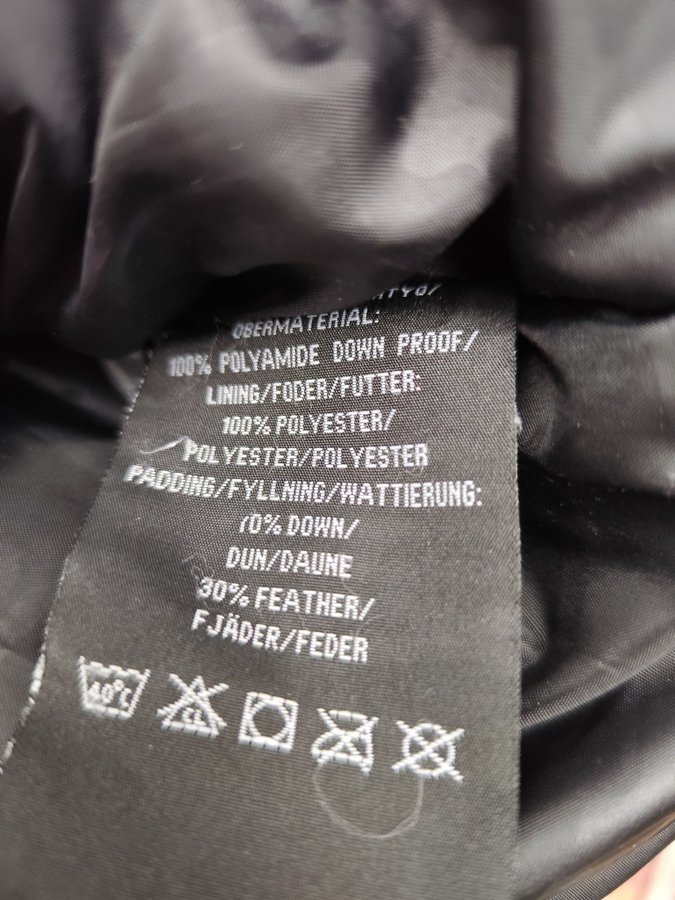 OBERMATERIAL:
100% POLYAMIDE DOWN PROOF/
LINING/FODER/FUTTER:
100% POLYESTER/
POLYESTER/POLYESTER
PADDING/FYLLNING/WATTIERUNG:
70% DOWN/
DUN/DAUNE
30% FEATHER/
FJÄDER/FEDER
40°C CL